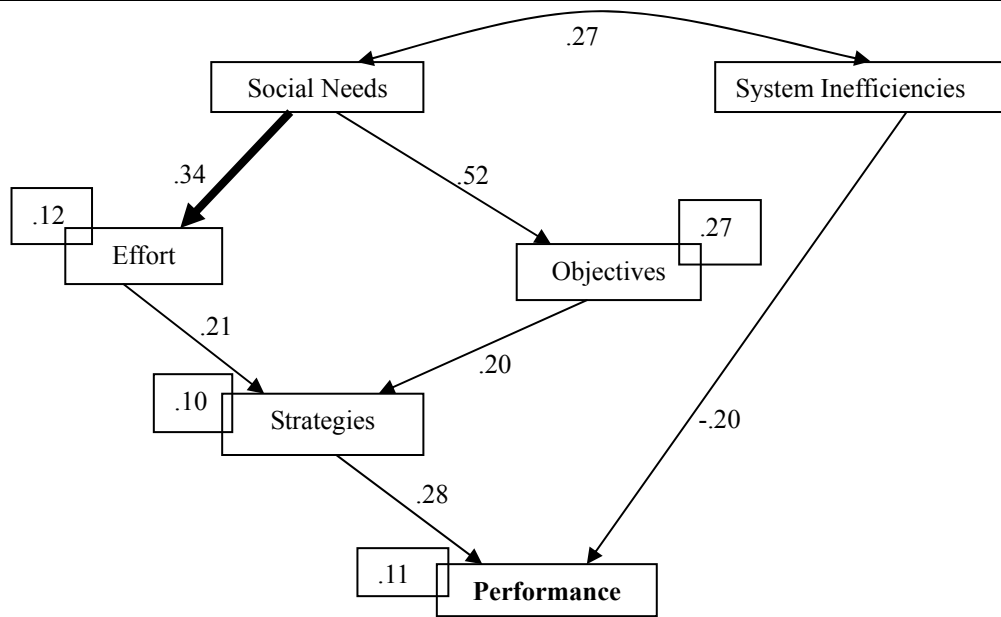 .27
Social Needs
System Inefficiencies
.34
.52
.12
.27
Effort
Objectives
.21
.20
.10
Strategies
-.20
.28
.11
Performance